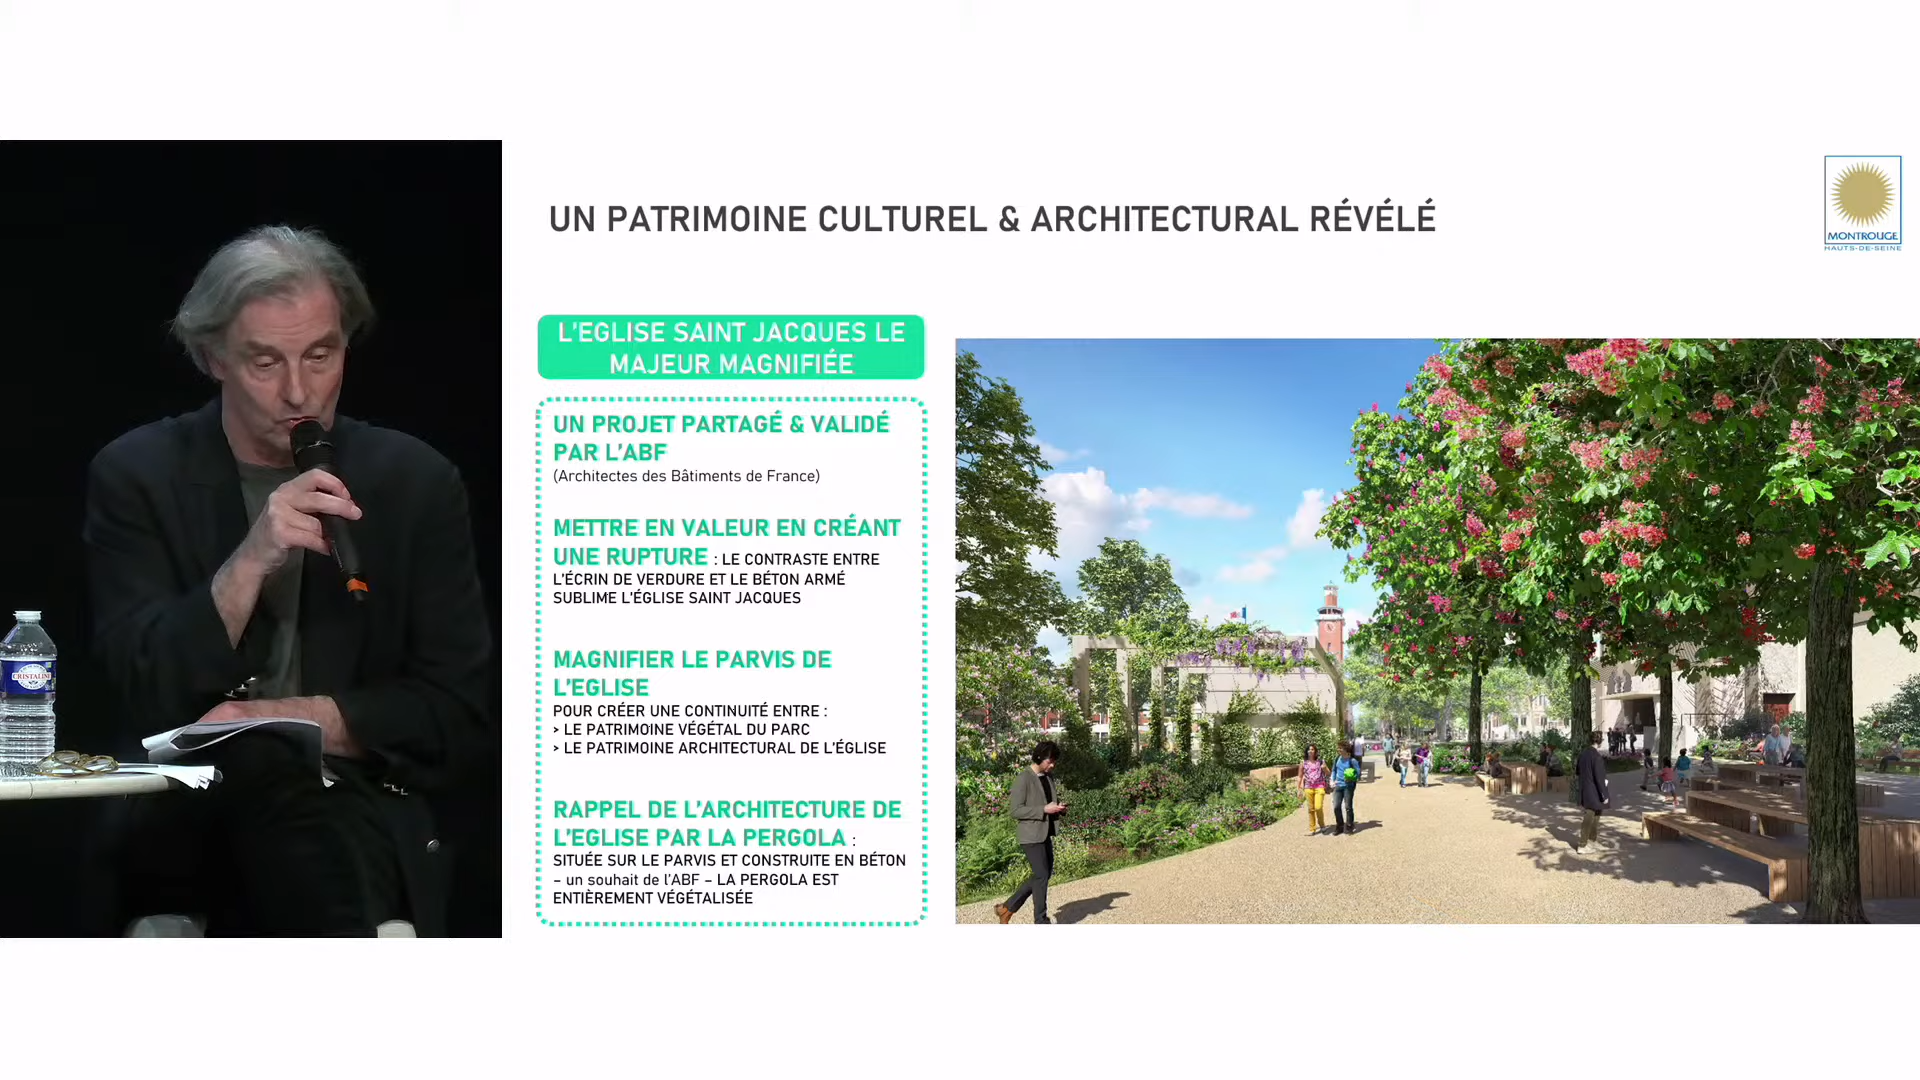 UN PATRIMOINE CULTUREL & ARCHITECTURAL RÉVÉLÉ
MONTROUGE
HAUTS-DE-SEINE
L'EGLISE SAINT JACQUES LE
MAJEUR MAGNIFIÉE
UN PROJET PARTAGÉ & VALIDÉ
PAR L'ABF
(Architectes des Bâtiments de France)
METTRE EN VALEUR EN CRÉANT
UNE RUPTURE : LE CONTRASTE ENTRE
L'ÉCRIN DE VERDURE ET LE BÉTON ARMÉ
SUBLIME L'ÉGLISE SAINT JACQUES
MAGNIFIER LE PARVIS DE
L'EGLISE
POUR CRÉER UNE CONTINUITÉ ENTRE :
> LE PATRIMOINE VÉGÉTAL DU PARC
> LE PATRIMOINE ARCHITECTURAL DE L'ÉGLISE
RAPPEL DE L'ARCHITECTURE DE
L'EGLISE PAR LA PERGOLA :
SITUÉE SUR LE PARVIS ET CONSTRUITE EN BÉTON
– un souhait de l'ABF – LA PERGOLA EST
ENTIÈREMENT VÉGÉTALISÉE
CRISTALINE